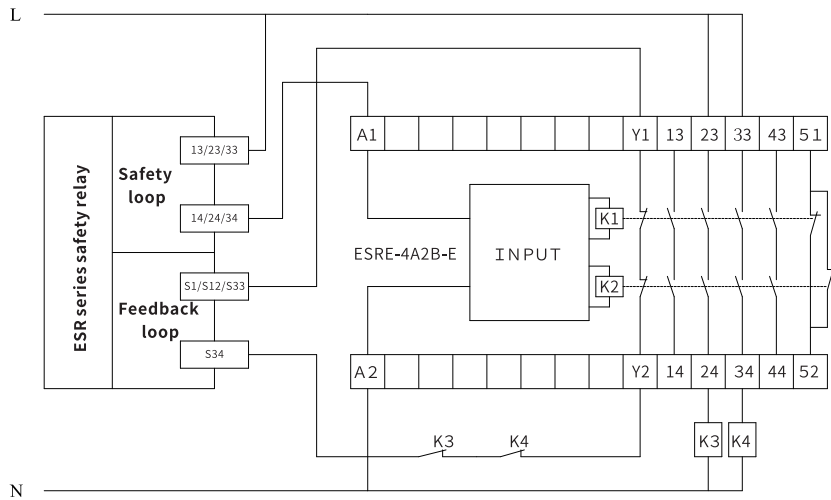 L
A1
Y1
13
23
33
43
51
ESR series safety relay
Safety
loop
13/23/33
14/24/34
Feedback
loop
S1/S12/S33
S34
ESRE-4A2B-E
INPUT
K1
K2
A2
Y2
14
24
34
44
52
K3
K4
K3
K4
N